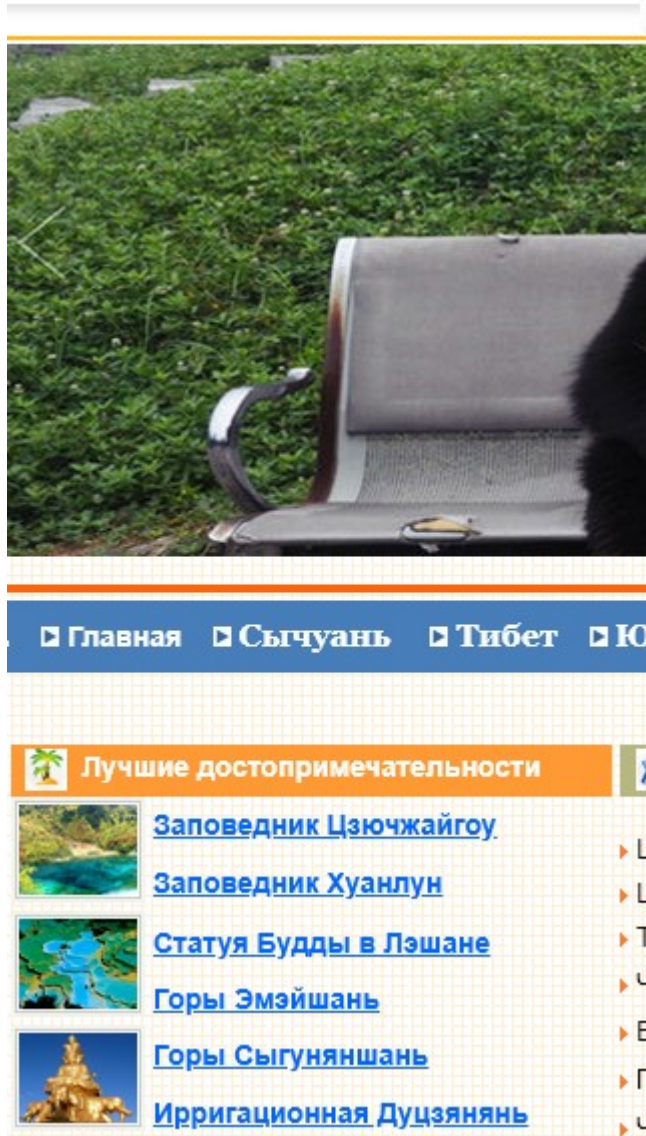 Главная Сычуань Тибет
Лучшие достопримечательности
Заповедник Цзючжайгоу
Заповедник Хуанлун
Статуя Будды в Лэшане
Горы Эмэйшань
Горы Сыгуняншань
Ирригационная Дуцзянянь